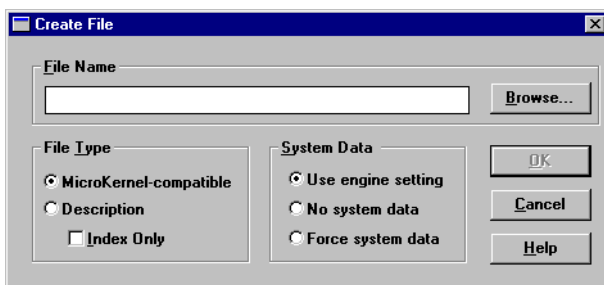 Create File
File Name
Browse...
File Type
MicroKernel-compatible
Description
Index Only
System Data
Use engine setting
No system data
Force system data
OK
Cancel
Help